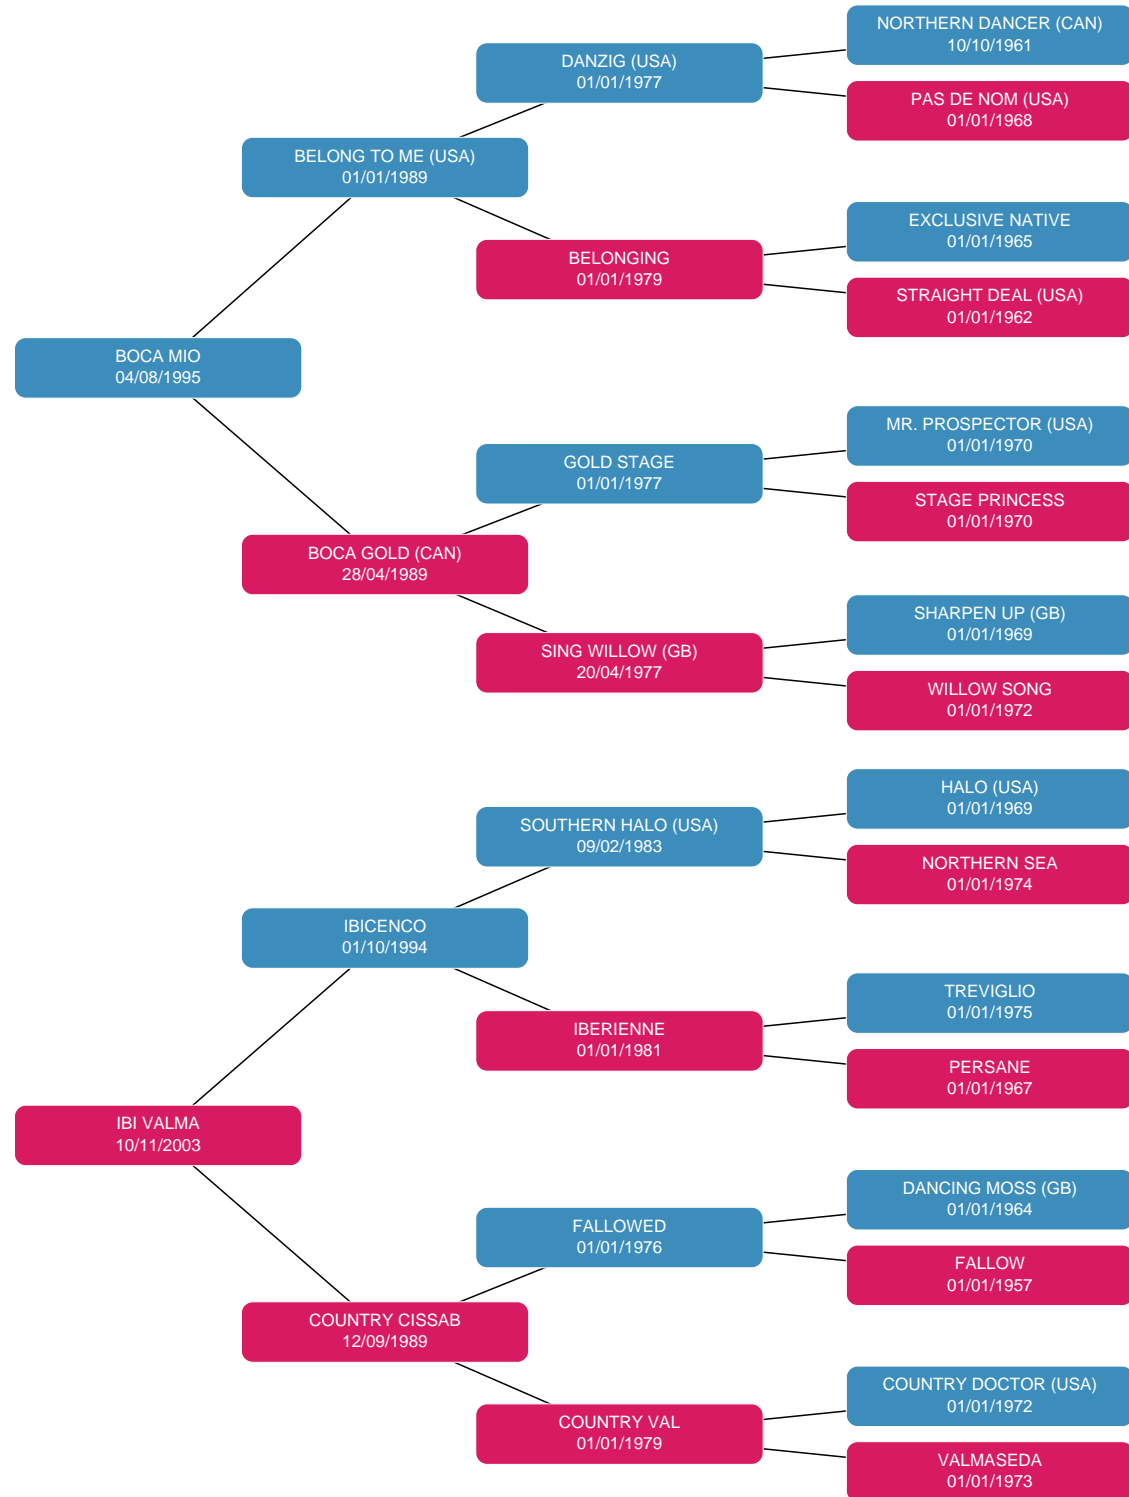 NORTHERN DANCER (CAN)
10/10/1961
DANZIG (USA)
01/01/1977
PAS DE NOM (USA)
01/01/1968
BELONG TO ME (USA)
01/01/1989
EXCLUSIVE NATIVE
01/01/1965
BELONGING
01/01/1979
STRAIGHT DEAL (USA)
01/01/1962
BOCA MIO
04/08/1995
MR. PROSPECTOR (USA)
01/01/1970
GOLD STAGE
01/01/1977
STAGE PRINCESS
01/01/1970
BOCA GOLD (CAN)
28/04/1989
SHARPEN UP (GB)
01/01/1969
SING WILLOW (GB)
20/04/1977
WILLOW SONG
01/01/1972
HALO (USA)
01/01/1969
SOUTHERN HALO (USA)
09/02/1983
NORTHERN SEA
01/01/1974
IBICENCO
01/10/1994
TREVIGLIO
01/01/1975
IBERIENNE
01/01/1981
PERSANE
01/01/1967
IBI VALMA
10/11/2003
DANCING MOSS (GB)
01/01/1964
FALLOWED
01/01/1976
FALLOW
01/01/1957
COUNTRY CISSAB
12/09/1989
COUNTRY DOCTOR (USA)
01/01/1972
COUNTRY VAL
01/01/1979
VALMASEDA
01/01/1973